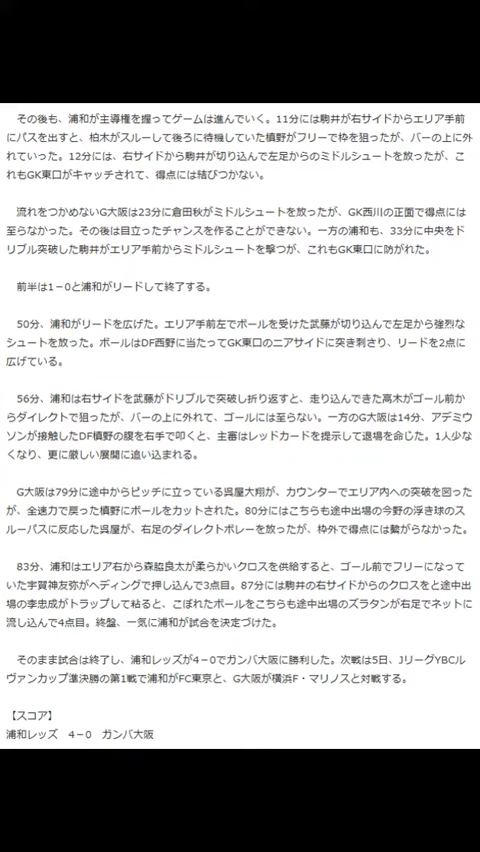 その後も、浦和が主導権を握ってゲームは進んでいく。11分には駒井が右サイドからエリア手前
にパスを出すと、柏木がスルーして後ろに待機していた槙野がフリーで枠を狙ったが、バーの上に外
れていった。12分には、右サイドから駒井が切り込んで左足からのミドルシュートを放ったが、こ
れもGK東口がキャッチされて、得点には結びつかない。
流れをつかめないG大阪は23分に倉田秋がミドルシュートを放ったが、GK西川の正面で得点には
至らなかった。その後は目立ったチャンスを作ることができない。一方の浦和も、33分に中央をド
リブル突破した駒井がエリア手前からミドルシュートを撃つが、これもGK東口に防がれた。
前半は1－0と浦和がリードして終了する。
50分、浦和がリードを広げた。エリア手前左でボールを受けた武藤が切り込んで左足から強烈な
シュートを放った。ボールはDF西野に当たってGK東口のニアサイドに突き刺さり、リードを2点に
広げている。
56分、浦和は右サイドを武藤がドリブルで突破し折り返すと、走り込んできた高木がゴール前か
らダイレクトで狙ったが、バーの上に外れて、ゴールには至らない。一方のG大阪は14分、アデミウ
ソンが接触したDF槙野の腹を右手で叩くと、主審はレッドカードを提示して退場を命じた。1人少な
くなり、更に厳しい展開に追い込まれる。
G大阪は79分に途中からピッチに立っている呉屋大翔が、カウンターでエリア内への突破を図った
が、全速力で戻った槙野にボールをカットされた。80分にはこちらも途中出場の今野の浮き球のス
ルーパスに反応した呉屋が、右足のダイレクトボレーを放ったが、枠外で得点には繋がらなかった。
83分、浦和はエリア右から森脇良太が柔らかいクロスを供給すると、ゴール前でフリーになって
いた宇賀神友弥がヘディングで押し込んで3点目。87分には駒井の右サイドからのクロスをと途中出
場の李忠成がトラップして粘ると、こぼれたボールをこちらも途中出場のズラタンが右足でネットに
流し込んで4点目。終盤、一気に浦和が試合を決定づけた。
そのまま試合は終了し、浦和レッズが4－0でガンバ大阪に勝利した。次戦は5日、JリーグYBCル
ヴァンカップ準決勝の第1戦で浦和がFC東京と、G大阪が横浜F・マリノスと対戦する。
【スコア】
浦和レッズ　4－0　ガンバ大阪